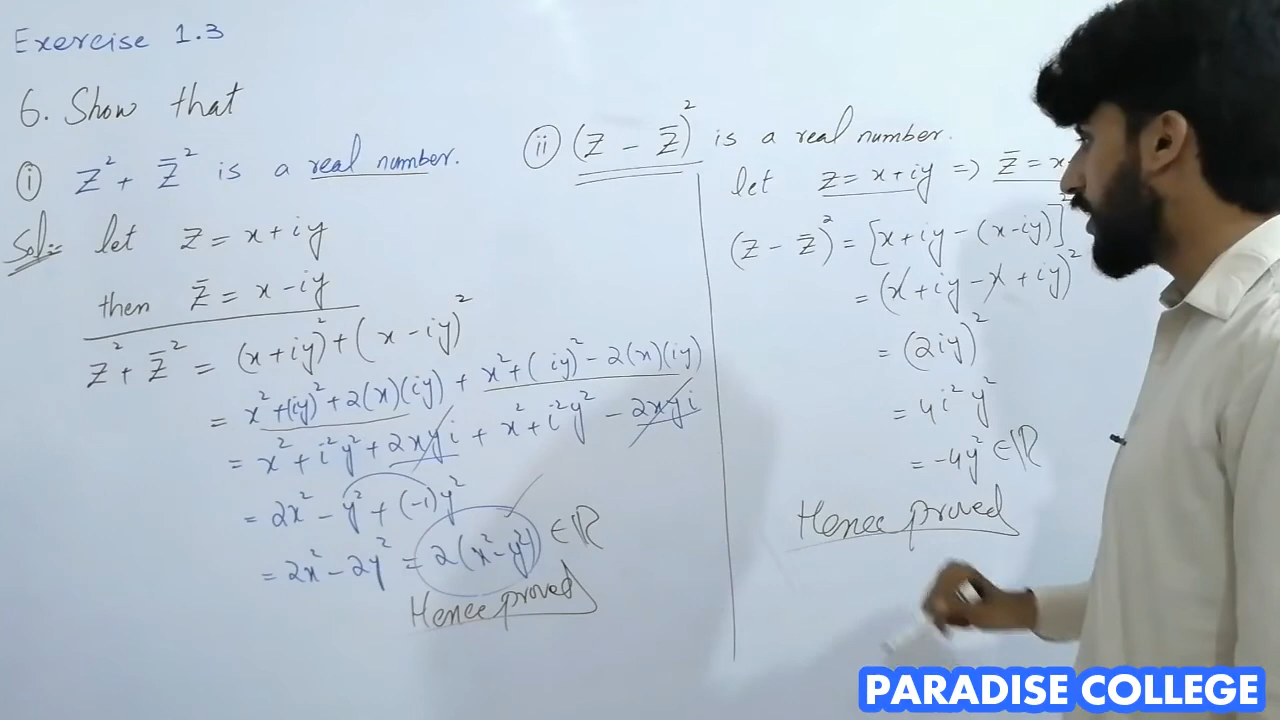 Exercise 1.3
6. Show that
(i) Z² + Z̄² is a real number.
Sol:- let Z = x + iy
then Z̄ = x - iy
Z² + Z̄² = (x+iy)² + (x - iy)²
= x² + (iy)² + 2(x)(iy) + x² + (iy)² - 2(x)(iy)
= x² + i²y² + 2xyi + x² + i²y² - 2xyi
= 2x² - y² + (-1)y²
= 2x² - 2y² = 2(x² - y²) ∈ ℝ
Hence proved
(ii) (Z - Z̄)² is a real number.
let Z = x + iy ⇒ Z̄ = x
(Z - Z̄)² = [x + iy - (x - iy)]²
= (x + iy - x + iy)²
= (2iy)²
= 4i²y²
= -4y² ∈ ℝ
Hence proved
PARADISE COLLEGE